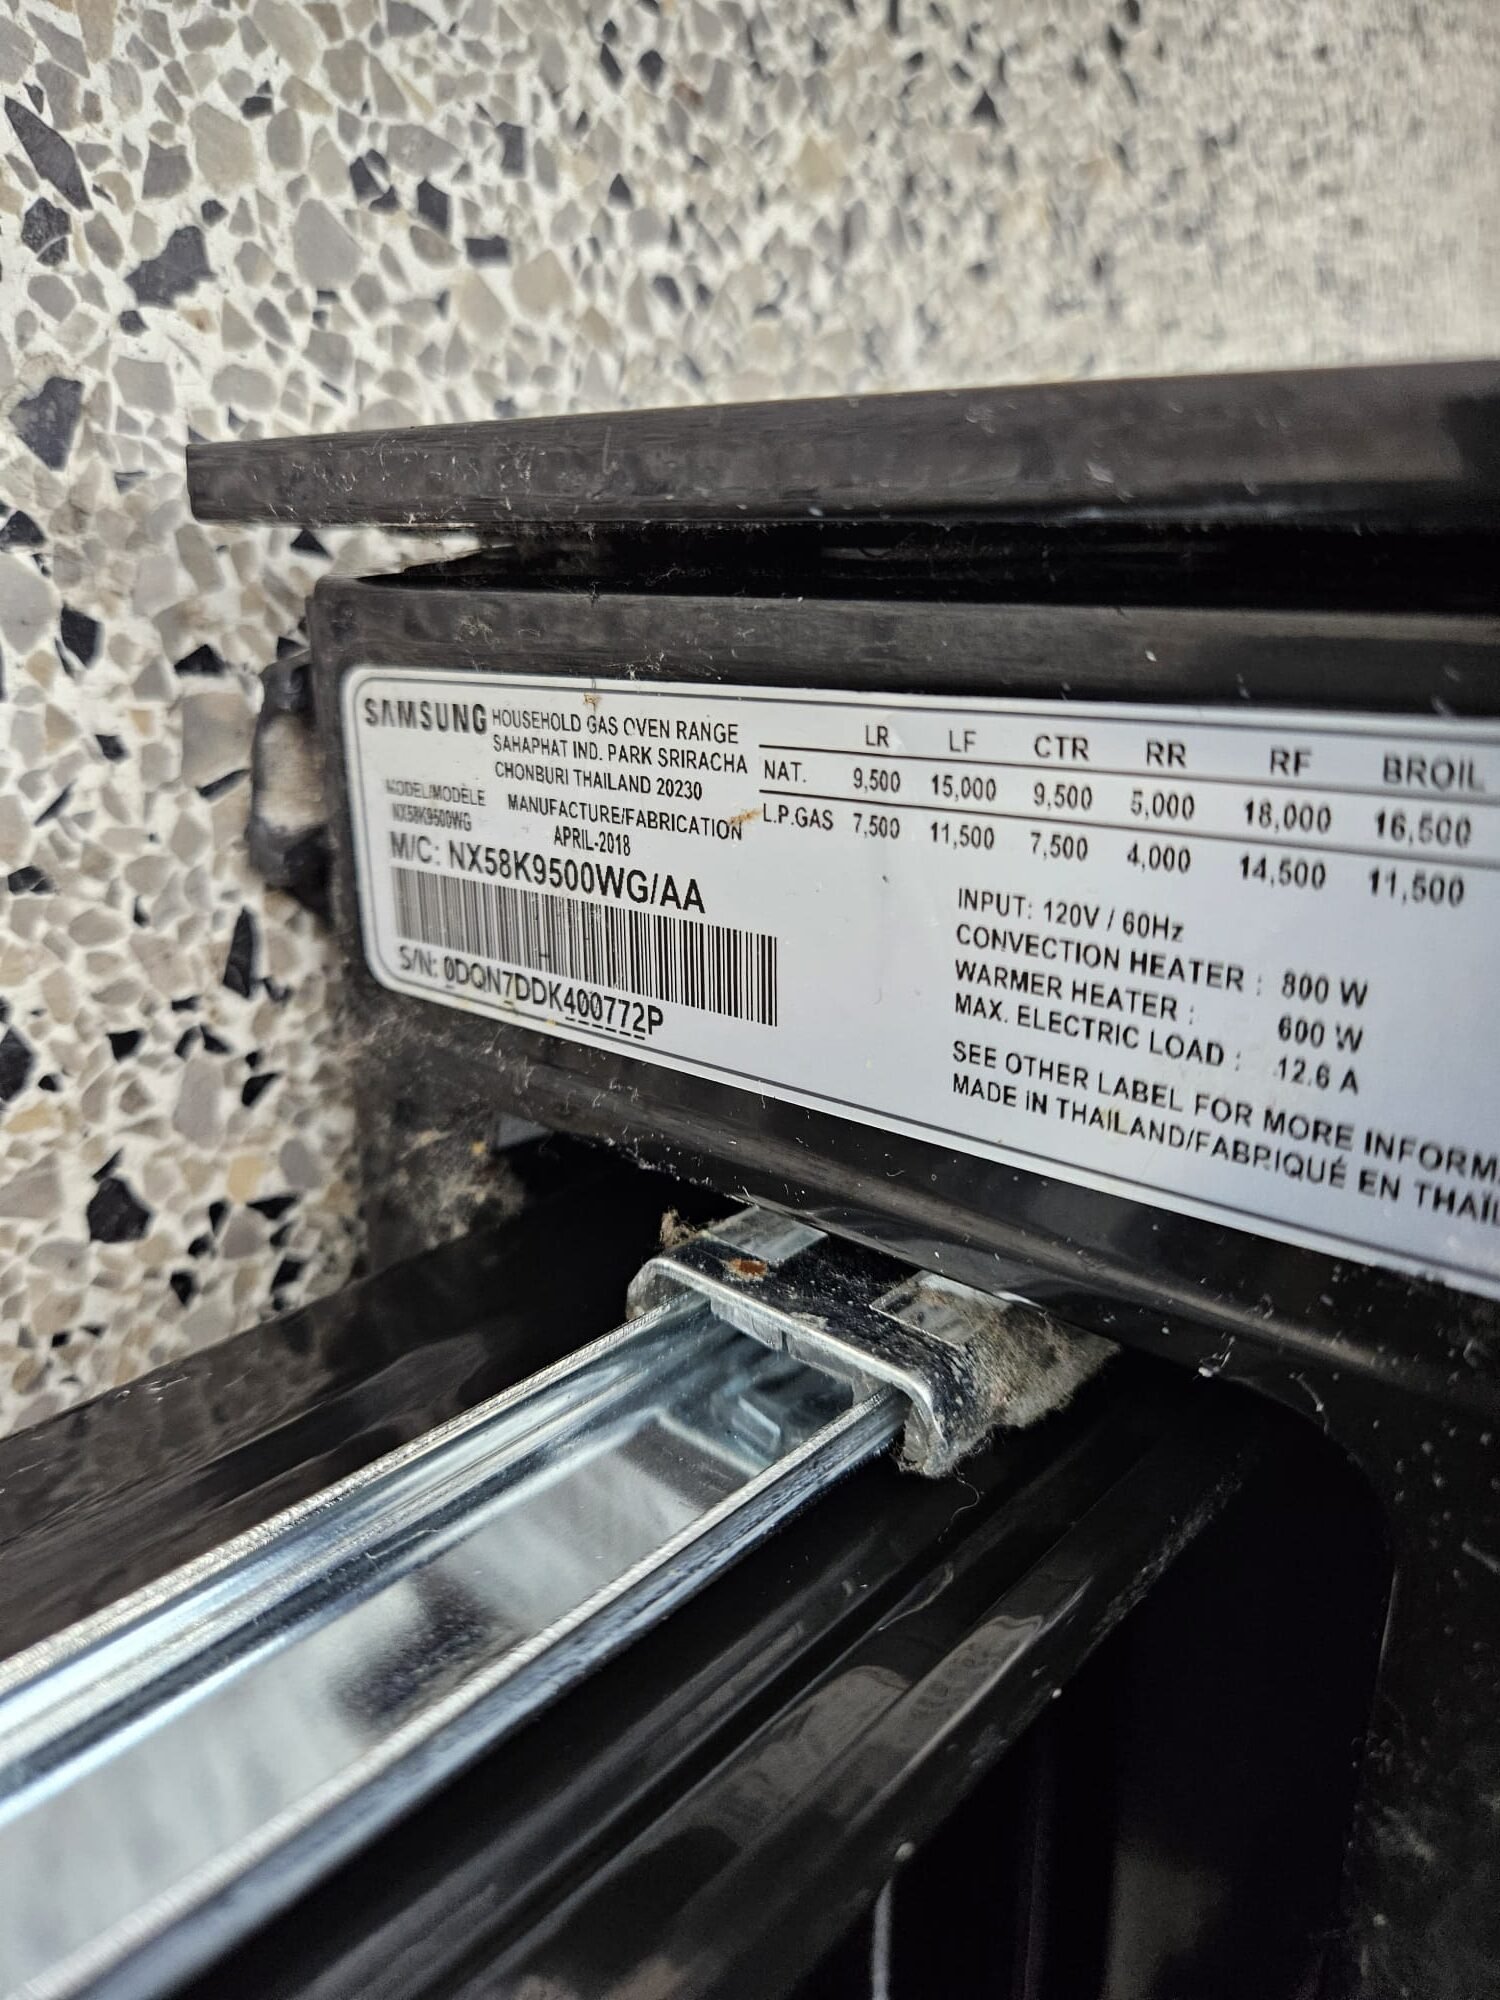 SAMSUNG HOUSEHOLD GAS OVEN RANGE
SAHAPHAT IND. PARK SRIRACHA
CHONBURI THAILAND 20230
MODEL/MODÈLE
NX58K9500WG
MANUFACTURE/FABRICATION
APRIL-2018
M/C: NX58K9500WG/AA
S/N: 0DQN7DDK400772P
LR LF CTR RR RF BROIL
NAT. 9,500 15,000 9,500 5,000 18,000 16,500
L.P.GAS 7,500 11,500 7,500 4,000 14,500 11,500
INPUT: 120V / 60Hz
CONVECTION HEATER : 800 W
WARMER HEATER : 600 W
MAX. ELECTRIC LOAD : 12.6 A
SEE OTHER LABEL FOR MORE INFORM
MADE IN THAILAND/FABRIQUÉ EN THAÏL